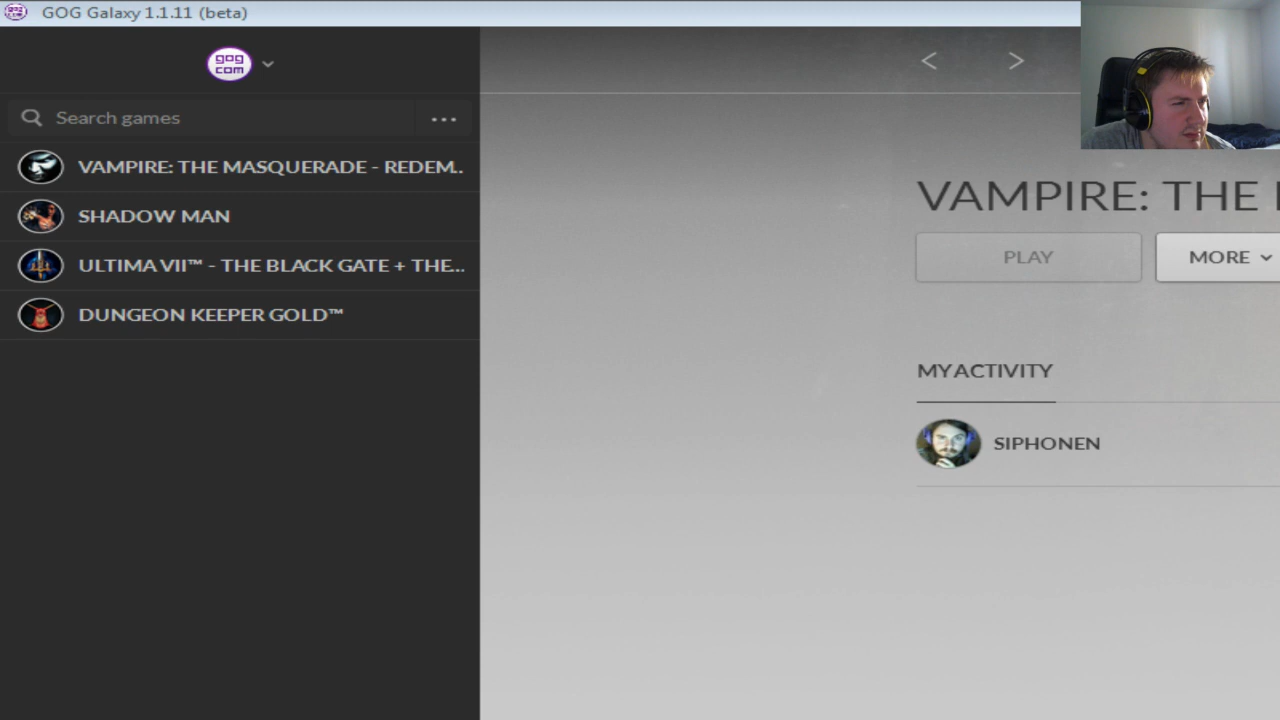 GOG Galaxy 1.1.11 (beta)
gog
com
Search games
VAMPIRE: THE MASQUERADE - REDEM..
SHADOW MAN
ULTIMA VII™ - THE BLACK GATE + THE...
DUNGEON KEEPER GOLD™
VAMPIRE: THE
PLAY
MORE
MY ACTIVITY
SIPHONEN